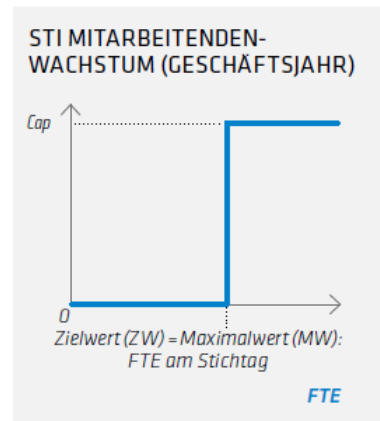 STI MITARBEITENDEN-
WACHSTUM (GESCHÄFTSJAHR)
Cap
0
Zielwert (ZW) = Maximalwert (MW):
FTE am Stichtag
FTE